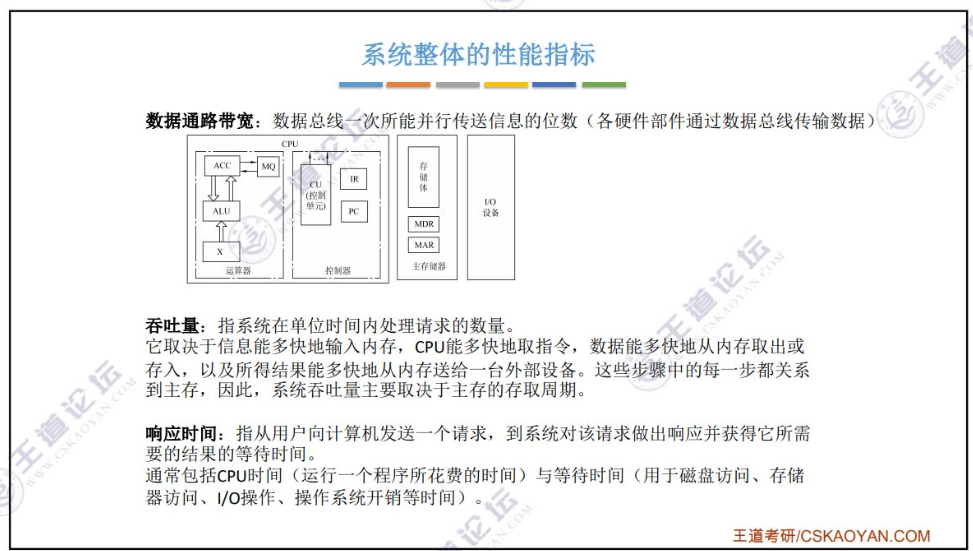 系统整体的性能指标
数据通路带宽：数据总线一次所能并行传送信息的位数（各硬件部件通过数据总线传输数据）
CPU
ACC
MQ
ALU
X
运算器
CU
(控制
单元)
IR
PC
控制器
存
储
体
MDR
MAR
主存储器
I/O
设备
吞吐量：指系统在单位时间内处理请求的数量。
它取决于信息能多快地输入内存，CPU能多快地取指令，数据能多快地从内存取出或
存入，以及所得结果能多快地从内存送给一台外部设备。这些步骤中的每一步都关系
到主存，因此，系统吞吐量主要取决于主存的存取周期。
响应时间：指从用户向计算机发送一个请求，到系统对该请求做出响应并获得它所需
要的结果的等待时间。
通常包括CPU时间（运行一个程序所花费的时间）与等待时间（用于磁盘访问、存储
器访问、I/O操作、操作系统开销等时间）。
王道考研/CSKAOYAN.COM
王道论坛
WWW.CSKAOYAN.COM